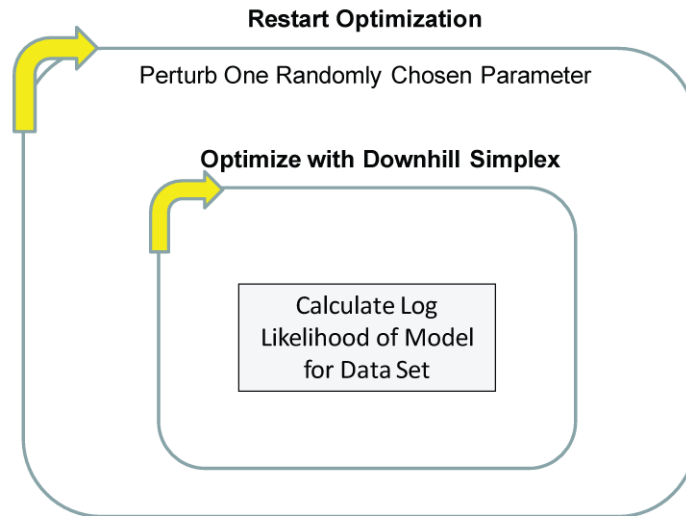 Restart Optimization
Perturb One Randomly Chosen Parameter
Optimize with Downhill Simplex
Calculate Log
Likelihood of Model
for Data Set